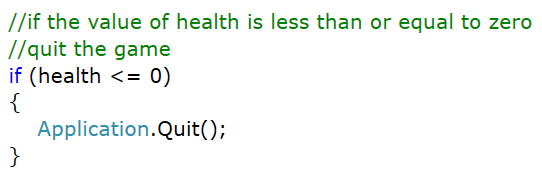 //if the value of health is less than or equal to zero
//quit the game
if (health <= 0)
{
    Application.Quit();
}